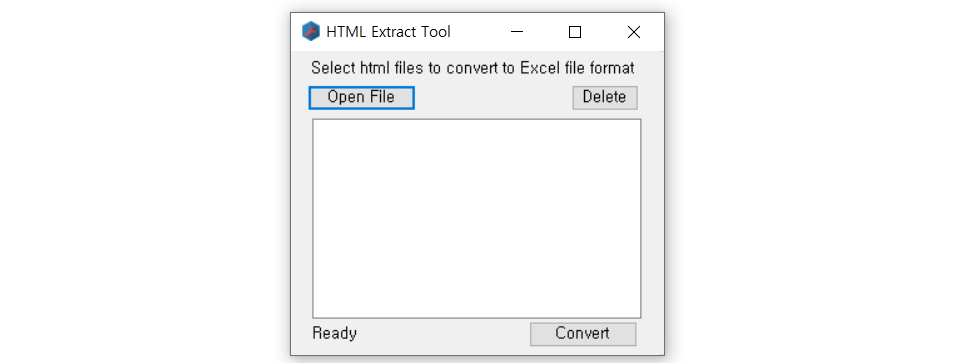 HTML Extract Tool
Select html files to convert to Excel file format
Open File Delete
Ready Convert